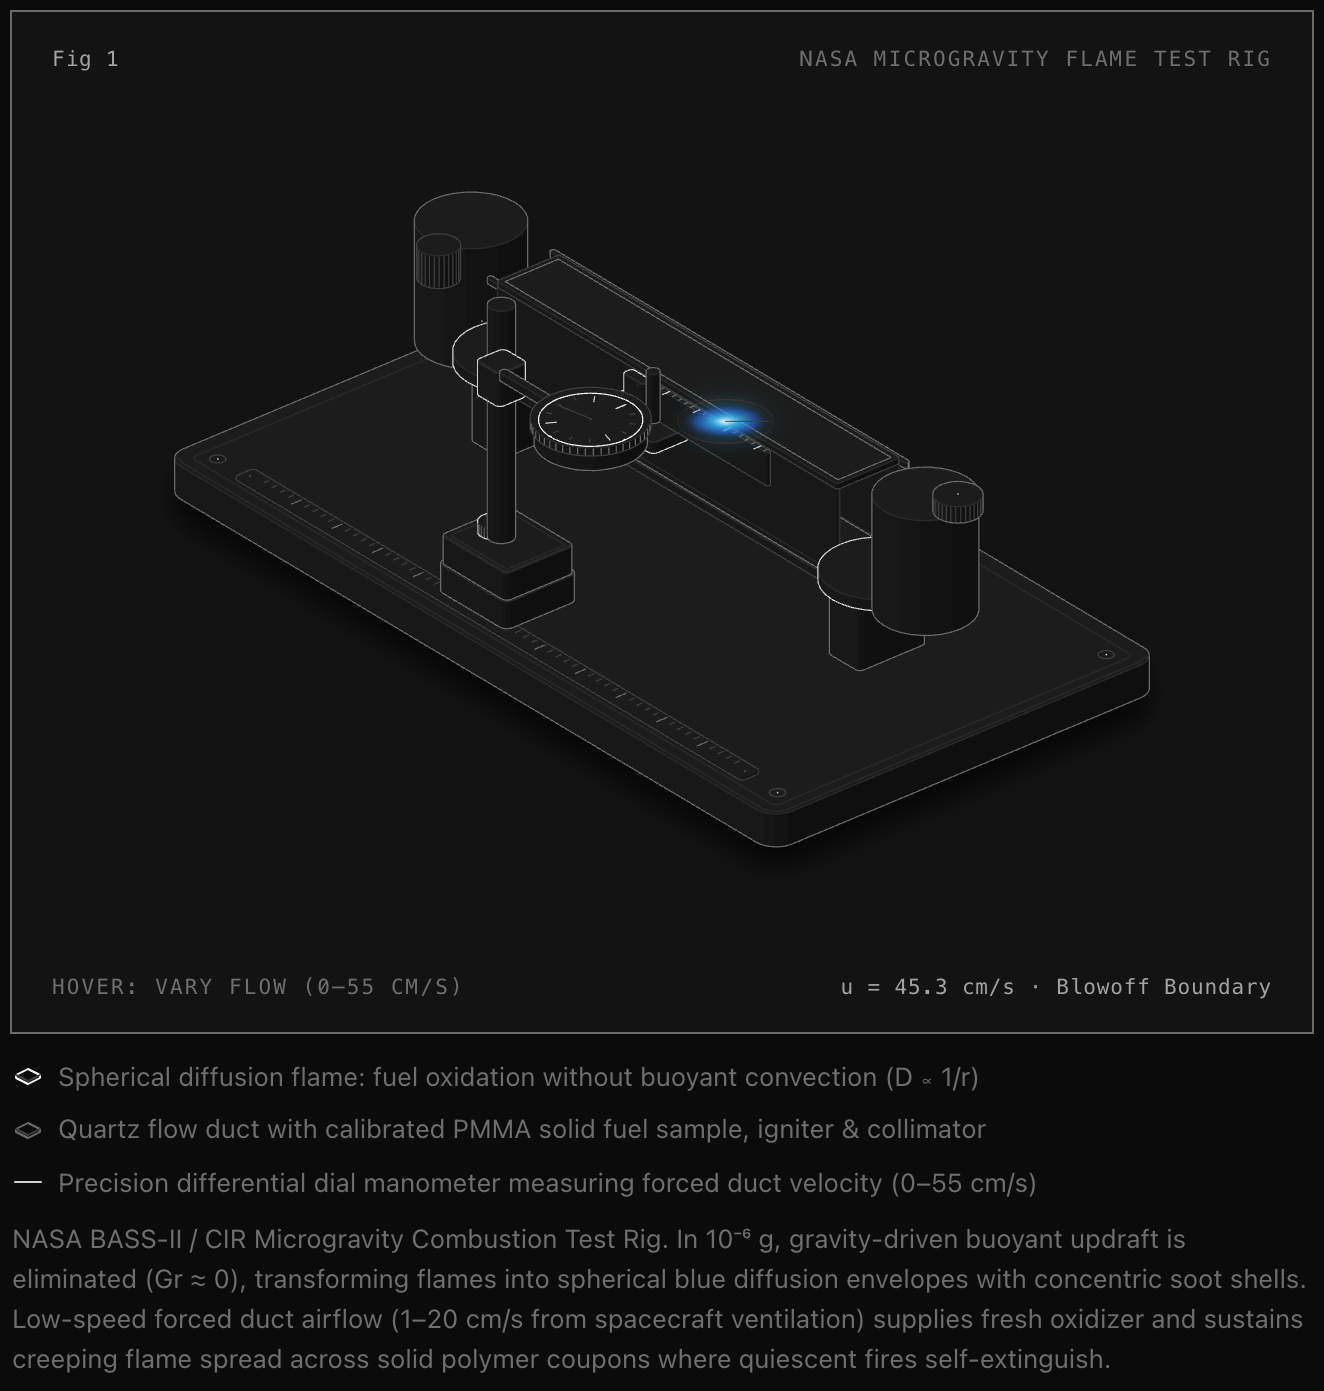 Fig 1
NASA MICROGRAVITY FLAME TEST RIG
HOVER: VARY FLOW (0–55 CM/S)
u = 45.3 cm/s · Blowoff Boundary
Spherical diffusion flame: fuel oxidation without buoyant convection (D ∝ 1/r)
Quartz flow duct with calibrated PMMA solid fuel sample, igniter & collimator
Precision differential dial manometer measuring forced duct velocity (0–55 cm/s)
NASA BASS-II / CIR Microgravity Combustion Test Rig. In 10⁻⁶ g, gravity-driven buoyant updraft is
eliminated (Gr ≈ 0), transforming flames into spherical blue diffusion envelopes with concentric soot shells.
Low-speed forced duct airflow (1–20 cm/s from spacecraft ventilation) supplies fresh oxidizer and sustains
creeping flame spread across solid polymer coupons where quiescent fires self-extinguish.